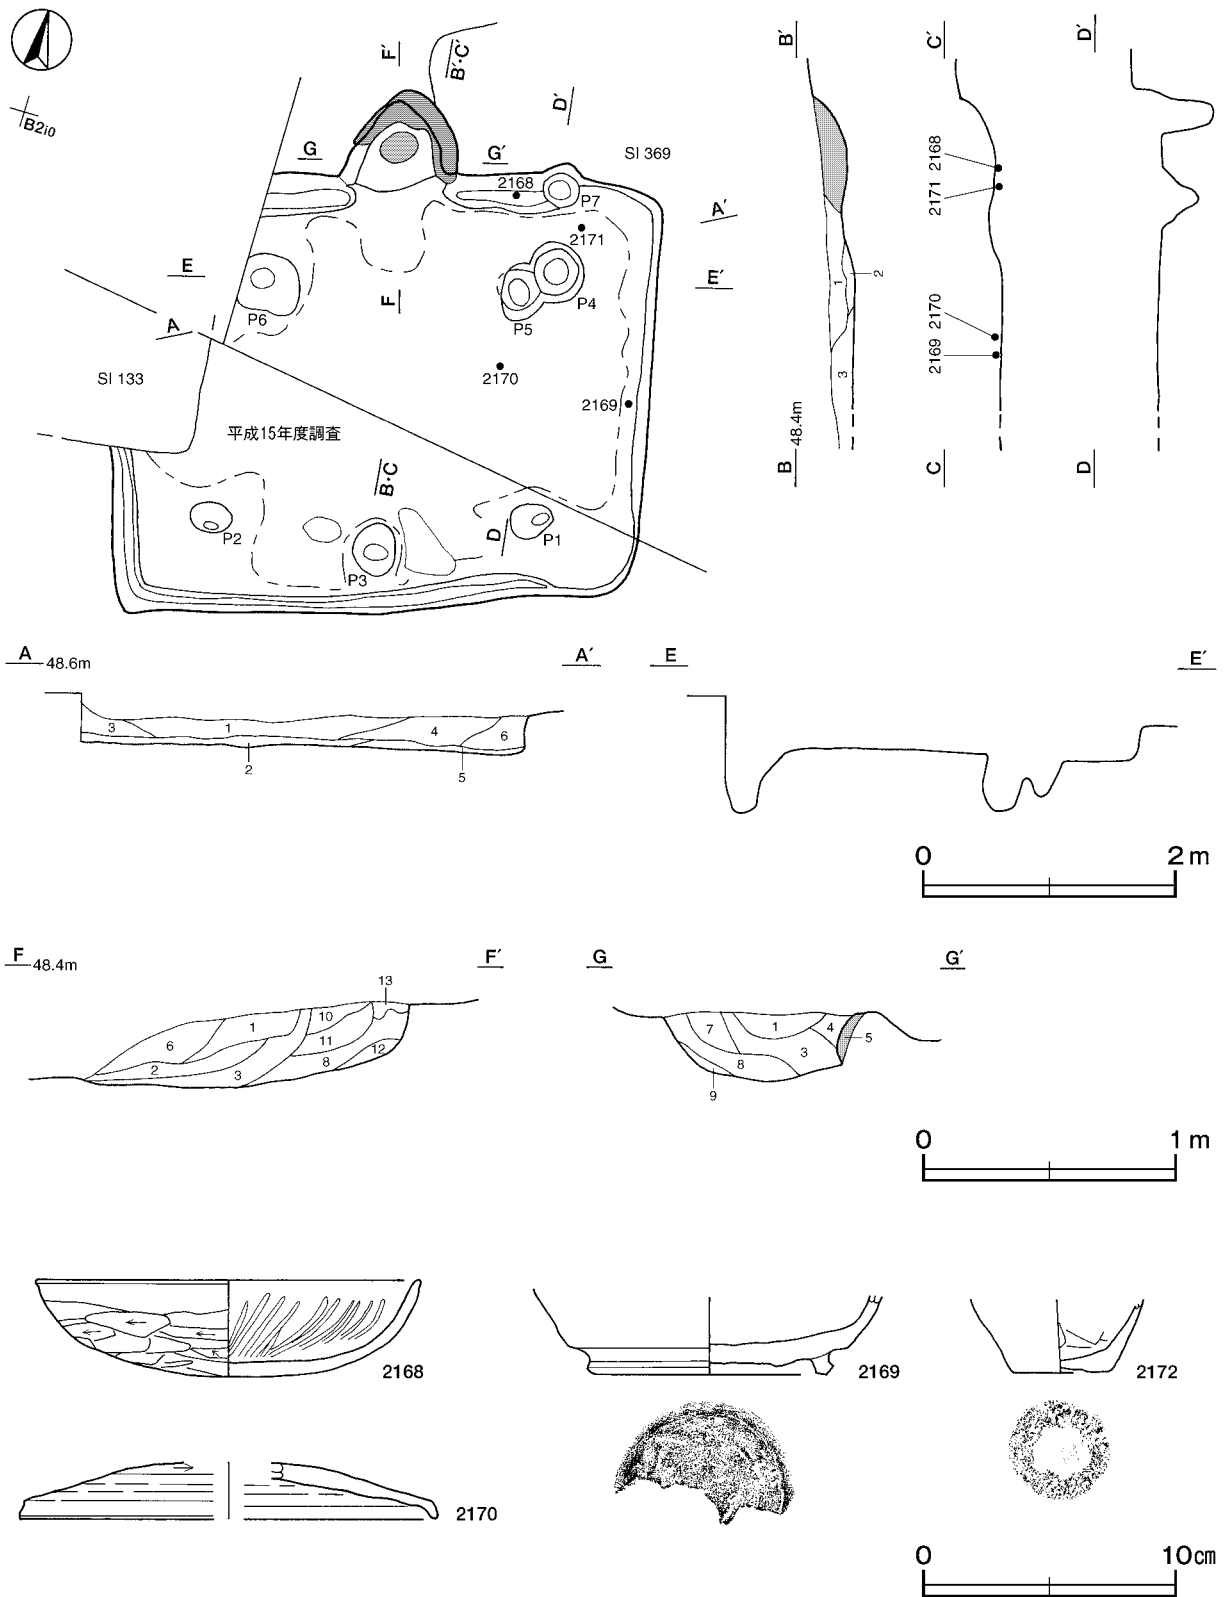 B2i0
F′
B′・C′
D′
G
G′
SI 369
2168
P7
A′
2171
E
E′
F
P4
P5
P6
A
SI 133
2170
2169
平成15年度調査
B・C
D
P2
P1
P3
B′
C′
D′
2168
2171
1
2
2170
2169
3
48.4m
B
C
D
A
48.6m
A′
E
E′
3
1
4
6
2
5
0
2m
F
48.4m
F′
G
G′
13
10
1
11
6
12
2
3
8
7
1
4
5
3
8
9
0
1m
2168
2169
2172
2170
0
10cm